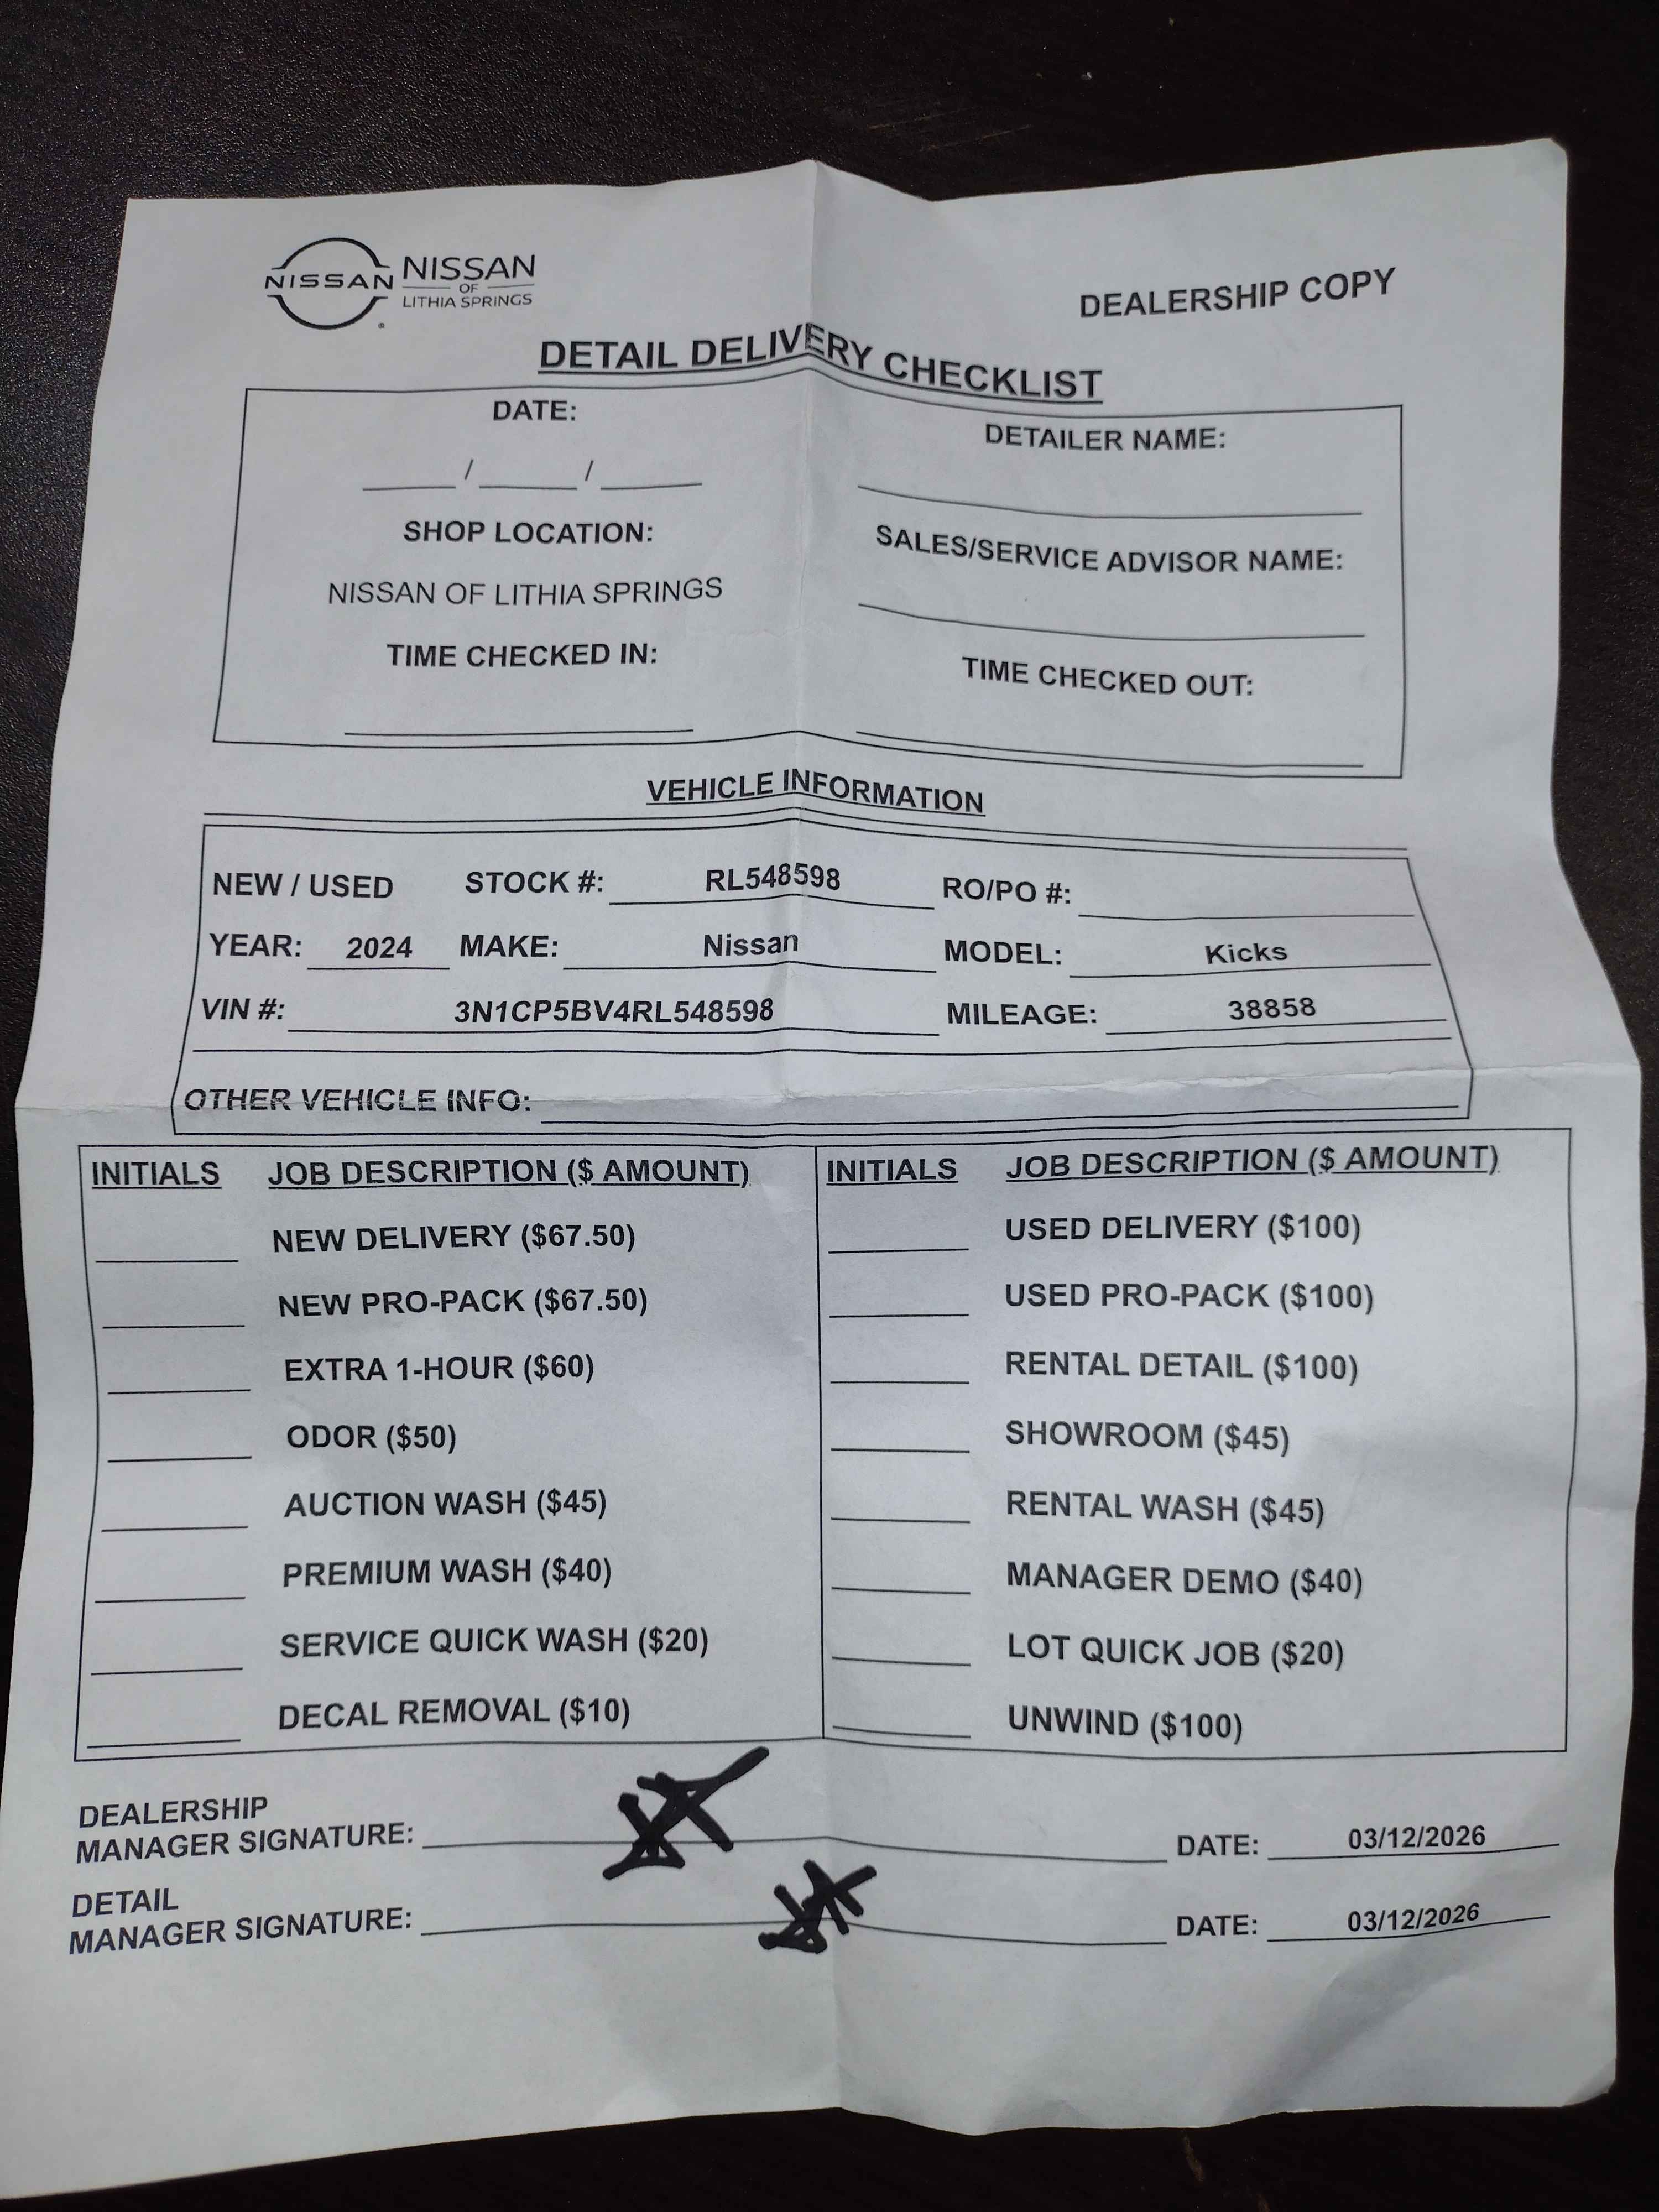 NISSAN NISSAN
OF
LITHIA SPRINGS
DEALERSHIP COPY
DETAIL DELIVERY CHECKLIST
DATE:
DETAILER NAME:
/ /
SHOP LOCATION:
SALES/SERVICE ADVISOR NAME:
NISSAN OF LITHIA SPRINGS
TIME CHECKED IN:
TIME CHECKED OUT:
VEHICLE INFORMATION
NEW / USED STOCK #: RL548598 RO/PO #:
YEAR: 2024 MAKE: Nissan MODEL: Kicks
VIN #: 3N1CP5BV4RL548598 MILEAGE: 38858
OTHER VEHICLE INFO:
INITIALS JOB DESCRIPTION ($ AMOUNT) INITIALS JOB DESCRIPTION ($ AMOUNT)
NEW DELIVERY ($67.50) USED DELIVERY ($100)
NEW PRO-PACK ($67.50) USED PRO-PACK ($100)
EXTRA 1-HOUR ($60) RENTAL DETAIL ($100)
ODOR ($50) SHOWROOM ($45)
AUCTION WASH ($45) RENTAL WASH ($45)
PREMIUM WASH ($40) MANAGER DEMO ($40)
SERVICE QUICK WASH ($20) LOT QUICK JOB ($20)
DECAL REMOVAL ($10) UNWIND ($100)
DEALERSHIP
MANAGER SIGNATURE: DATE: 03/12/2026
DETAIL
MANAGER SIGNATURE: DATE: 03/12/2026